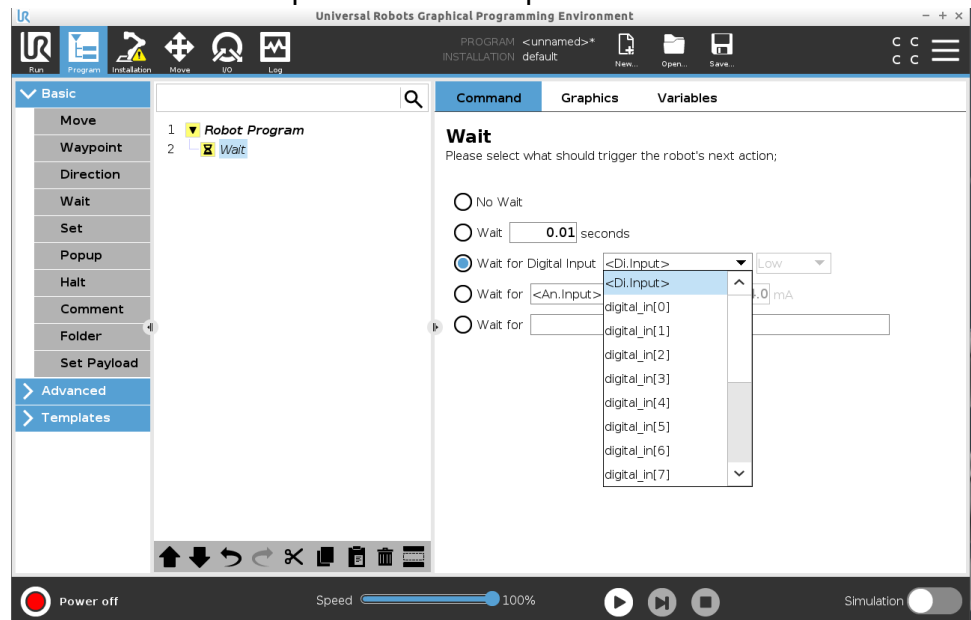 Universal Robots Graphical Programming Environment
UR
Run
Program
Installation
Move
I/O
Log
PROGRAM <unnamed>*
INSTALLATION default
New...
Open...
Save...
C C
C C
Basic
Move
Waypoint
Direction
Wait
Set
Popup
Halt
Comment
Folder
Set Payload
Advanced
Templates
1 Robot Program
2 Wait
Command Graphics Variables
Wait
Please select what should trigger the robot's next action;
No Wait
Wait 0.01 seconds
Wait for Digital Input <Di.Input> Low
<Di.Input>
Wait for <An.Input> .0 mA
digital_in[0]
Wait for
digital_in[1]
digital_in[2]
digital_in[3]
digital_in[4]
digital_in[5]
digital_in[6]
digital_in[7]
Power off
Speed 100%
Simulation